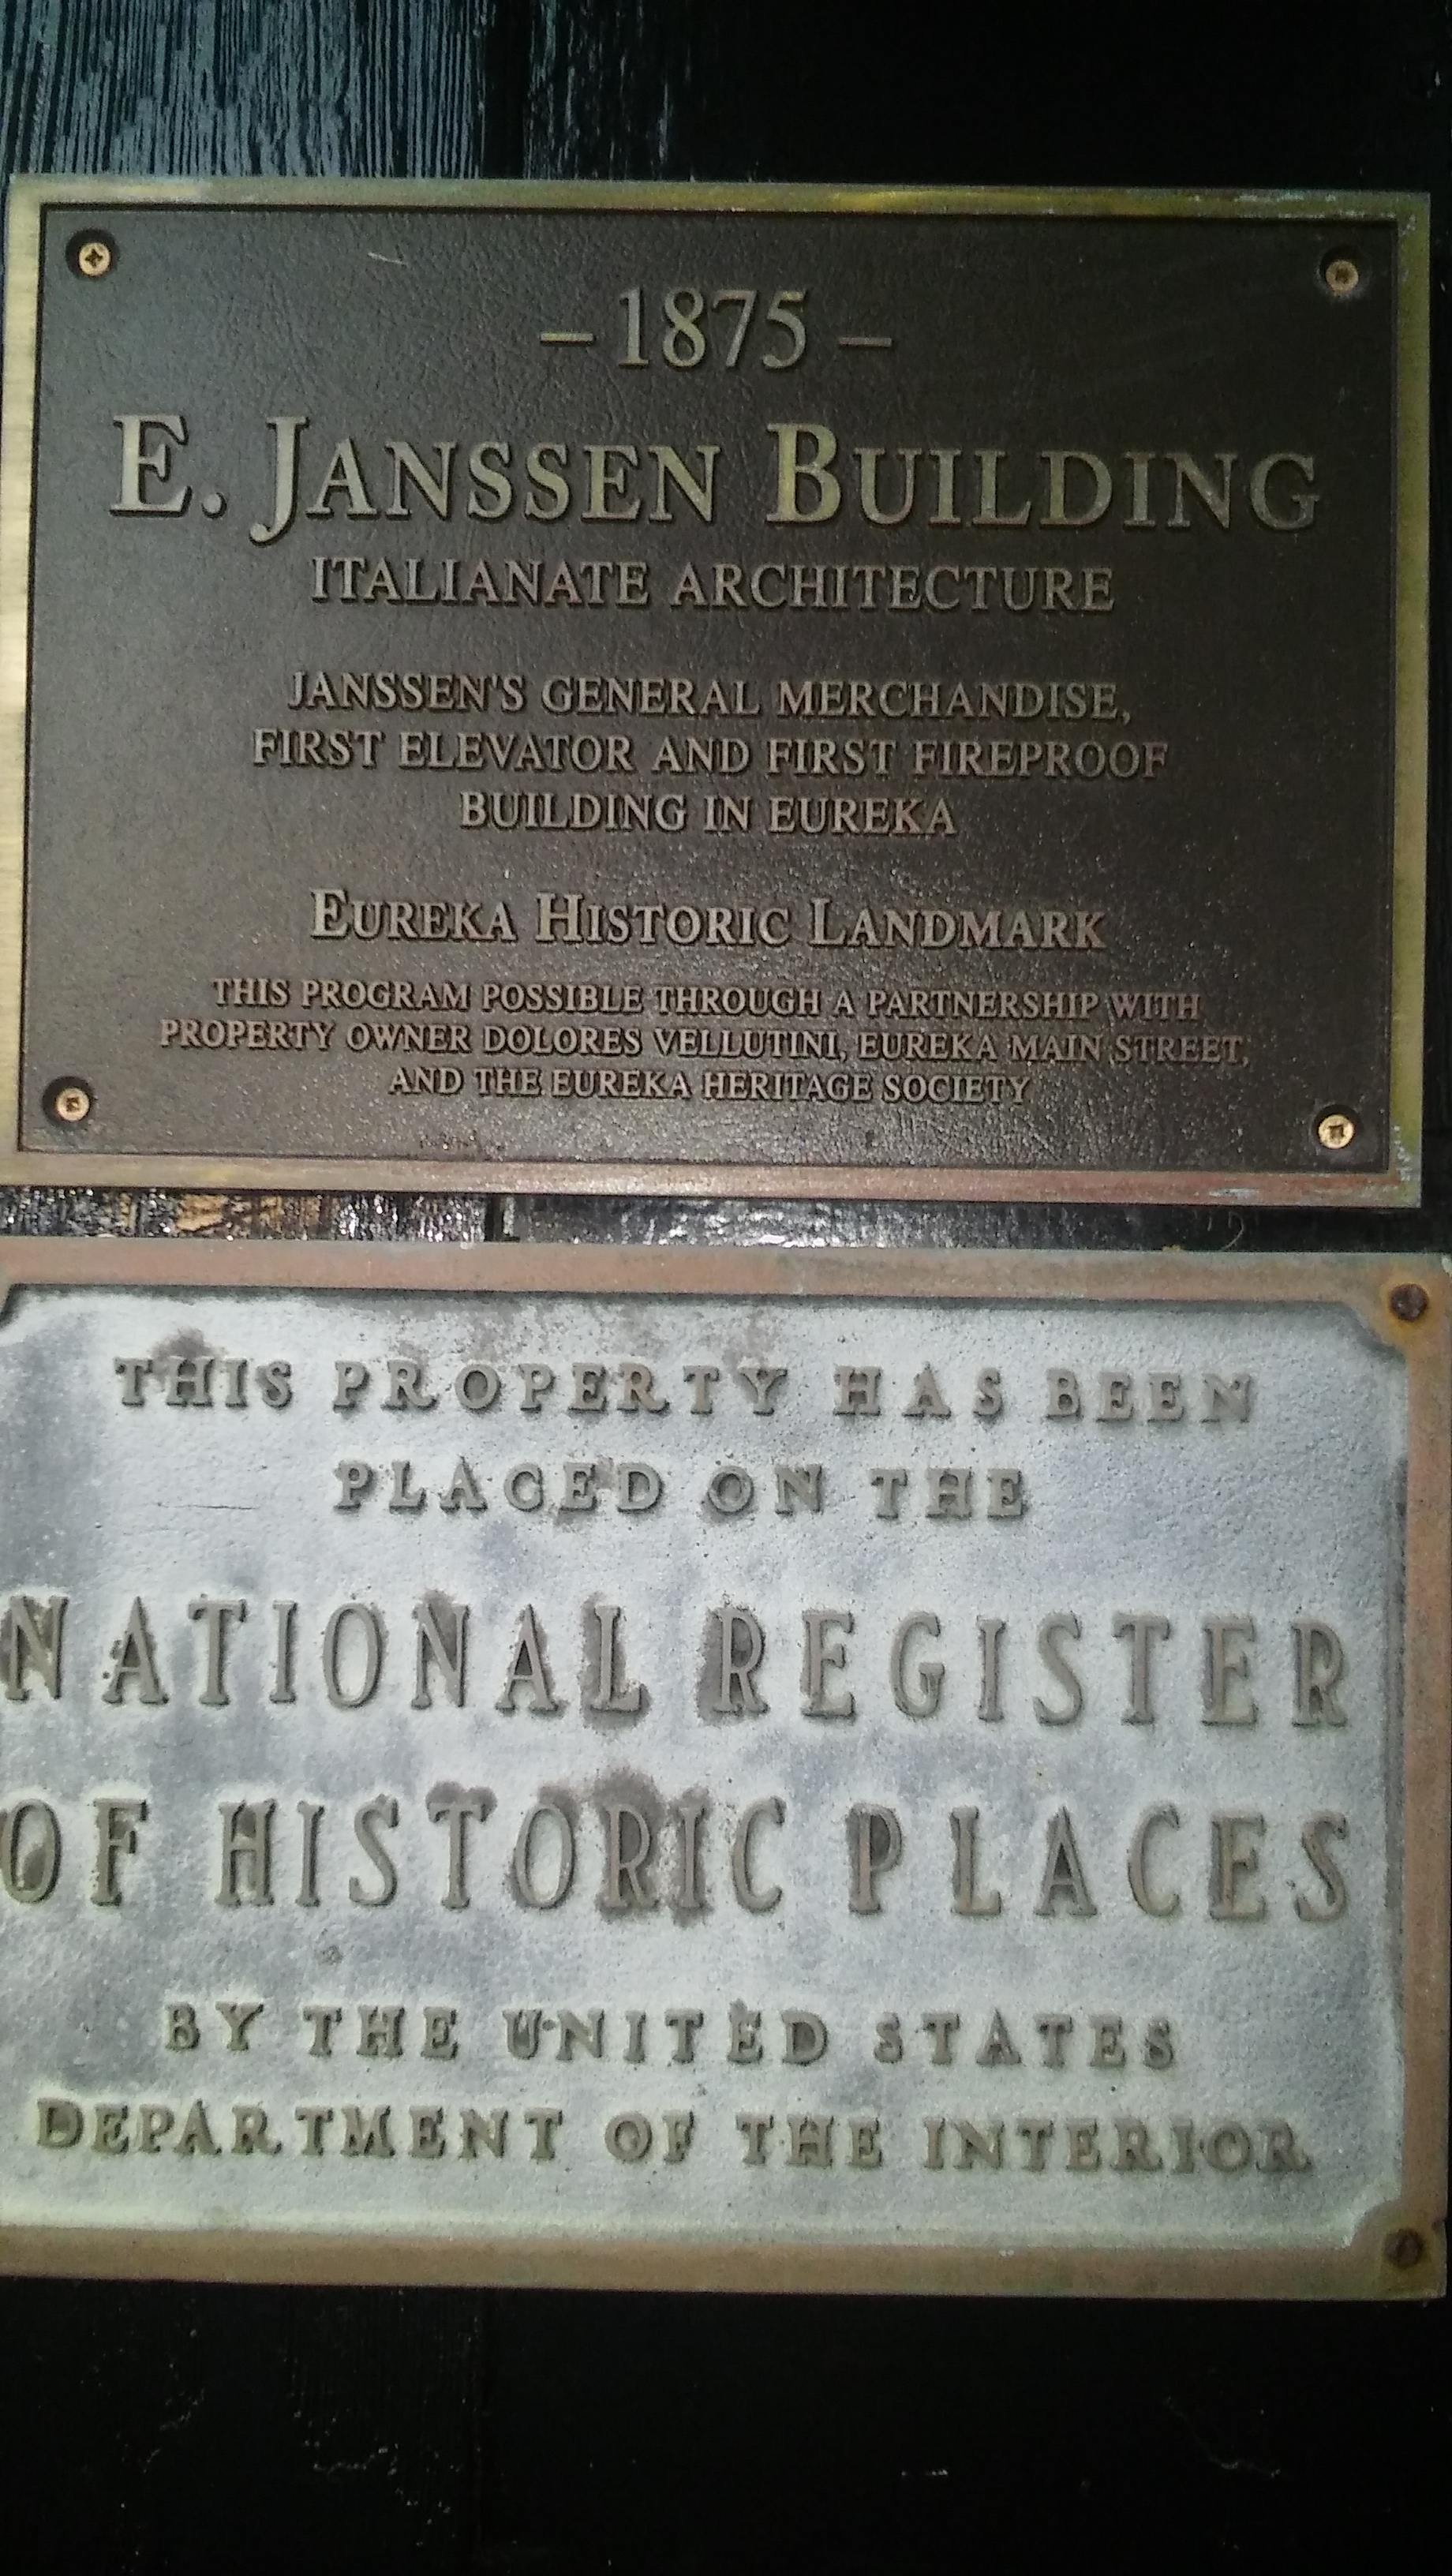 – 1875 –
E. JANSSEN BUILDING
ITALIANATE ARCHITECTURE
JANSSEN'S GENERAL MERCHANDISE,
FIRST ELEVATOR AND FIRST FIREPROOF
BUILDING IN EUREKA
EUREKA HISTORIC LANDMARK
THIS PROGRAM POSSIBLE THROUGH A PARTNERSHIP WITH
PROPERTY OWNER DOLORES VELLUTINI, EUREKA MAIN STREET,
AND THE EUREKA HERITAGE SOCIETY
THIS PROPERTY HAS BEEN
PLACED ON THE
NATIONAL REGISTER
OF HISTORIC PLACES
BY THE UNITED STATES
DEPARTMENT OF THE INTERIOR